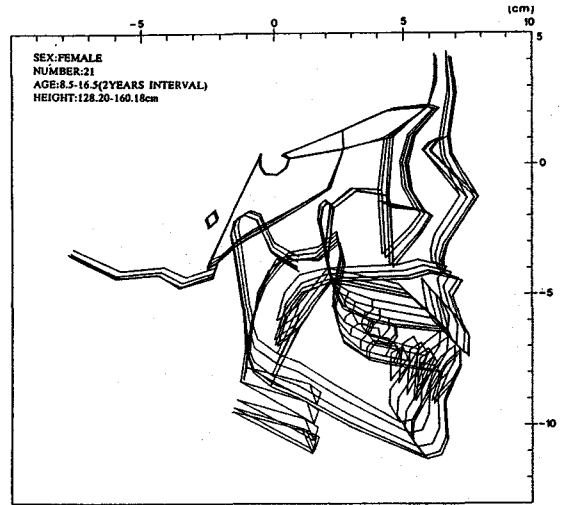 (cm)
-5 0 5 10
5
SEX:FEMALE
NUMBER:21
AGE:8.5-16.5(2YEARS INTERVAL)
HEIGHT:128.20-160.18cm
0
-5
-10